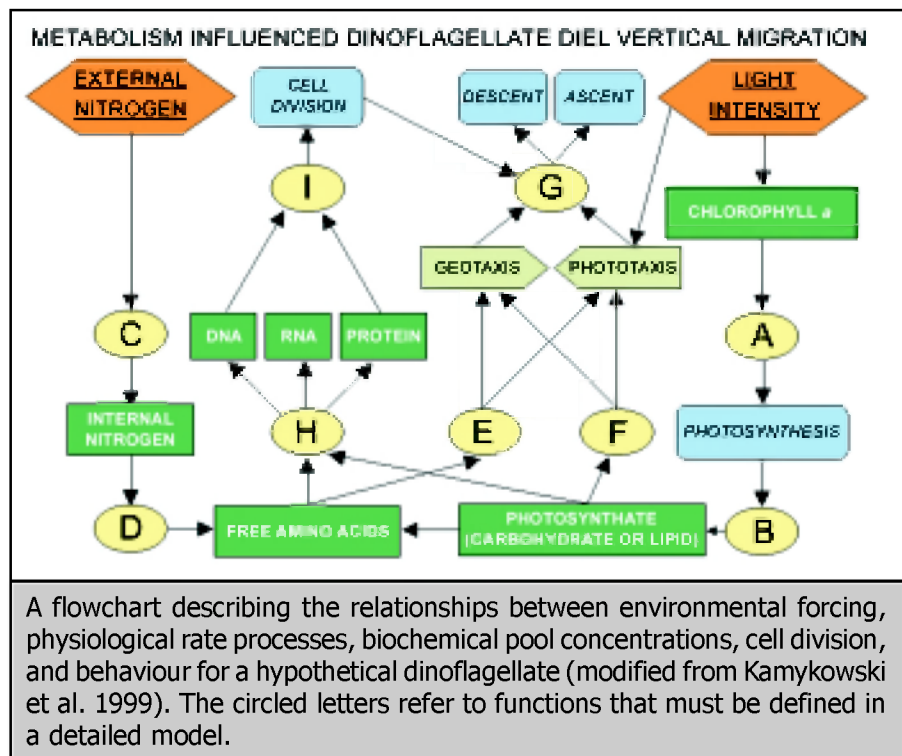 METABOLISM INFLUENCED DINOFLAGELLATE DIEL VERTICAL MIGRATION
EXTERNAL
NITROGEN
CELL
DIVISION
DESCENT
ASCENT
LIGHT
INTENSITY
I
G
CHLOROPHYLL a
GEOTAXIS
PHOTOTAXIS
C
DNA
RNA
PROTEIN
A
INTERNAL
NITROGEN
H
E
F
PHOTOSYNTHESIS
D
FREE AMINO ACIDS
PHOTOSYNTHATE
(CARBOHYDRATE OR LIPID)
B
A flowchart describing the relationships between environmental forcing,
physiological rate processes, biochemical pool concentrations, cell division,
and behaviour for a hypothetical dinoflagellate (modified from Kamykowski
et al. 1999). The circled letters refer to functions that must be defined in
a detailed model.